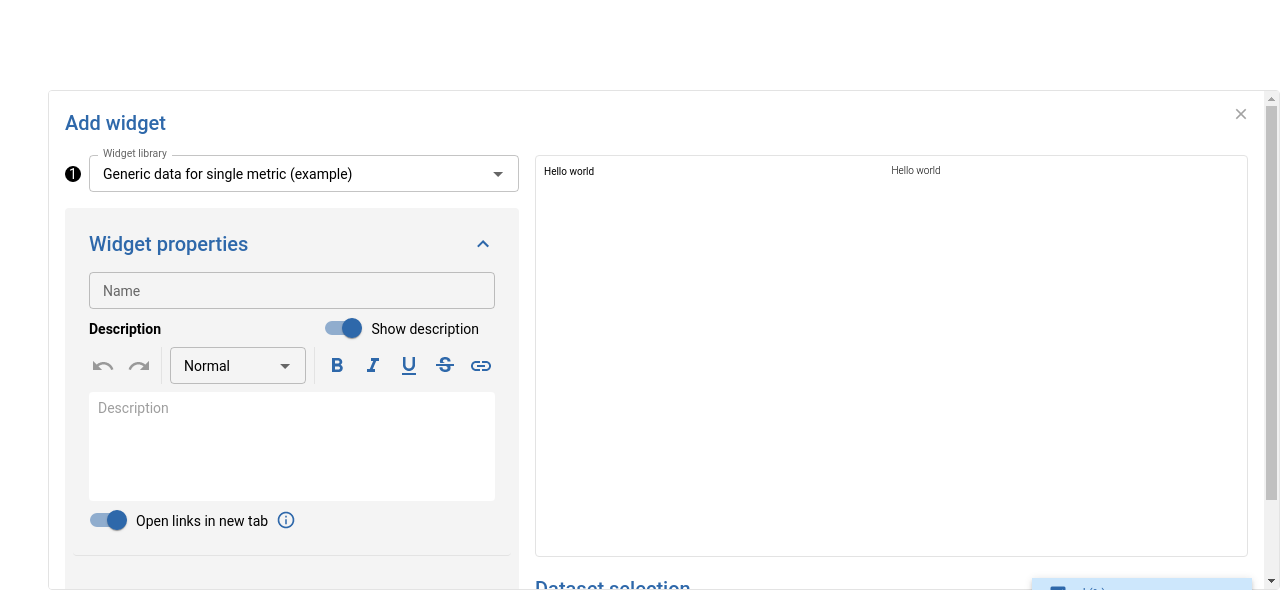 Add widget
Widget library
1
Generic data for single metric (example)
Hello world
Hello world
Widget properties
Name
Description
Show description
Normal
B I U S
Description
Open links in new tab
Dataset selection